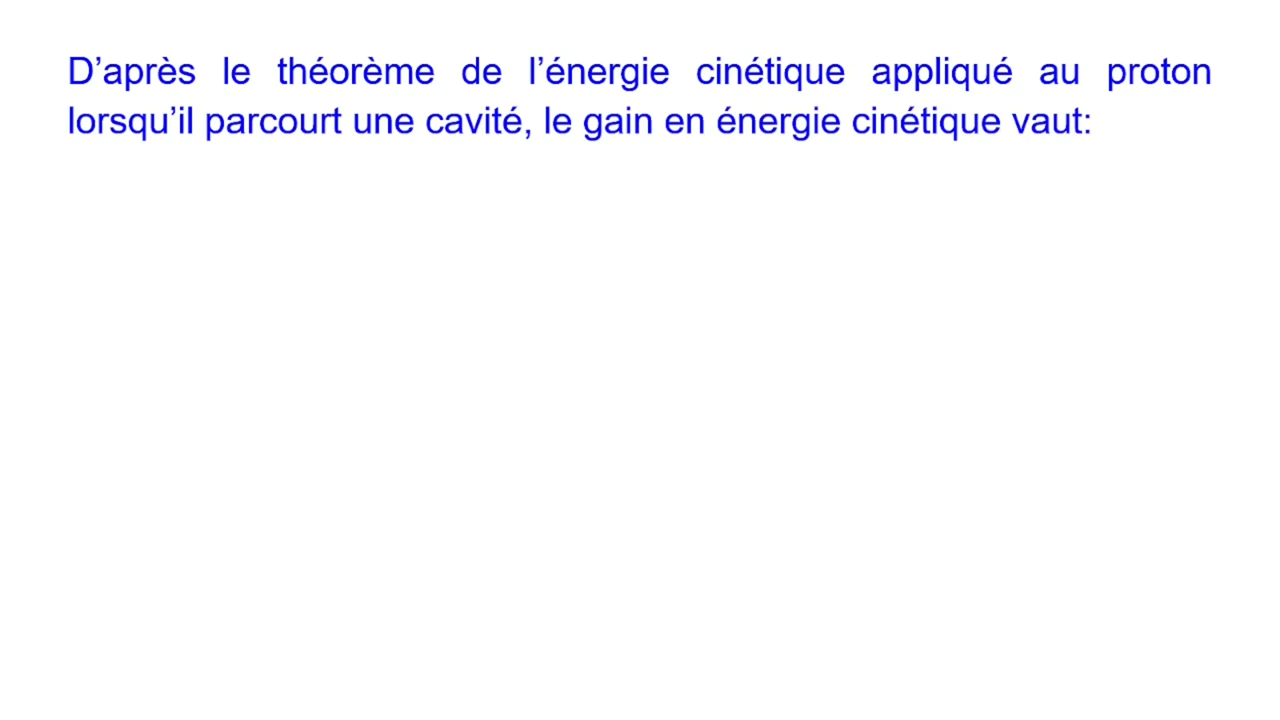 D’après le théorème de l’énergie cinétique appliqué au proton
lorsqu’il parcourt une cavité, le gain en énergie cinétique vaut: